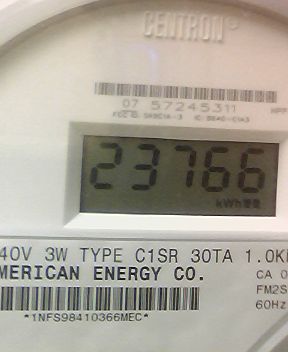 CENTRON®
07 57245311
23766
kWh
40V 3W TYPE C1SR 30TA 1.0K
MERICAN ENERGY CO.
CA 0
FM2S
60Hz
*1NFS98410366MEC*